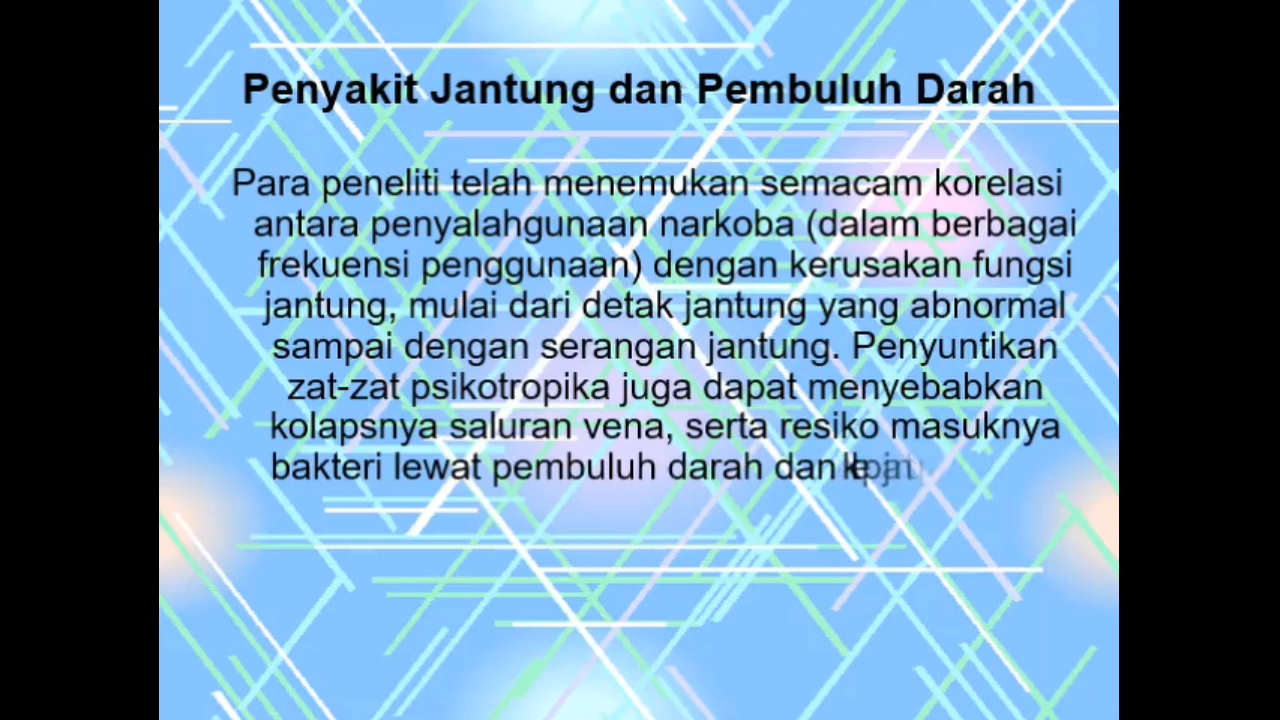 Penyakit Jantung dan Pembuluh Darah
Para peneliti telah menemukan semacam korelasi
antara penyalahgunaan narkoba (dalam berbagai
frekuensi penggunaan) dengan kerusakan fungsi
jantung, mulai dari detak jantung yang abnormal
sampai dengan serangan jantung. Penyuntikan
zat-zat psikotropika juga dapat menyebabkan
kolapsnya saluran vena, serta resiko masuknya
bakteri lewat pembuluh darah dan